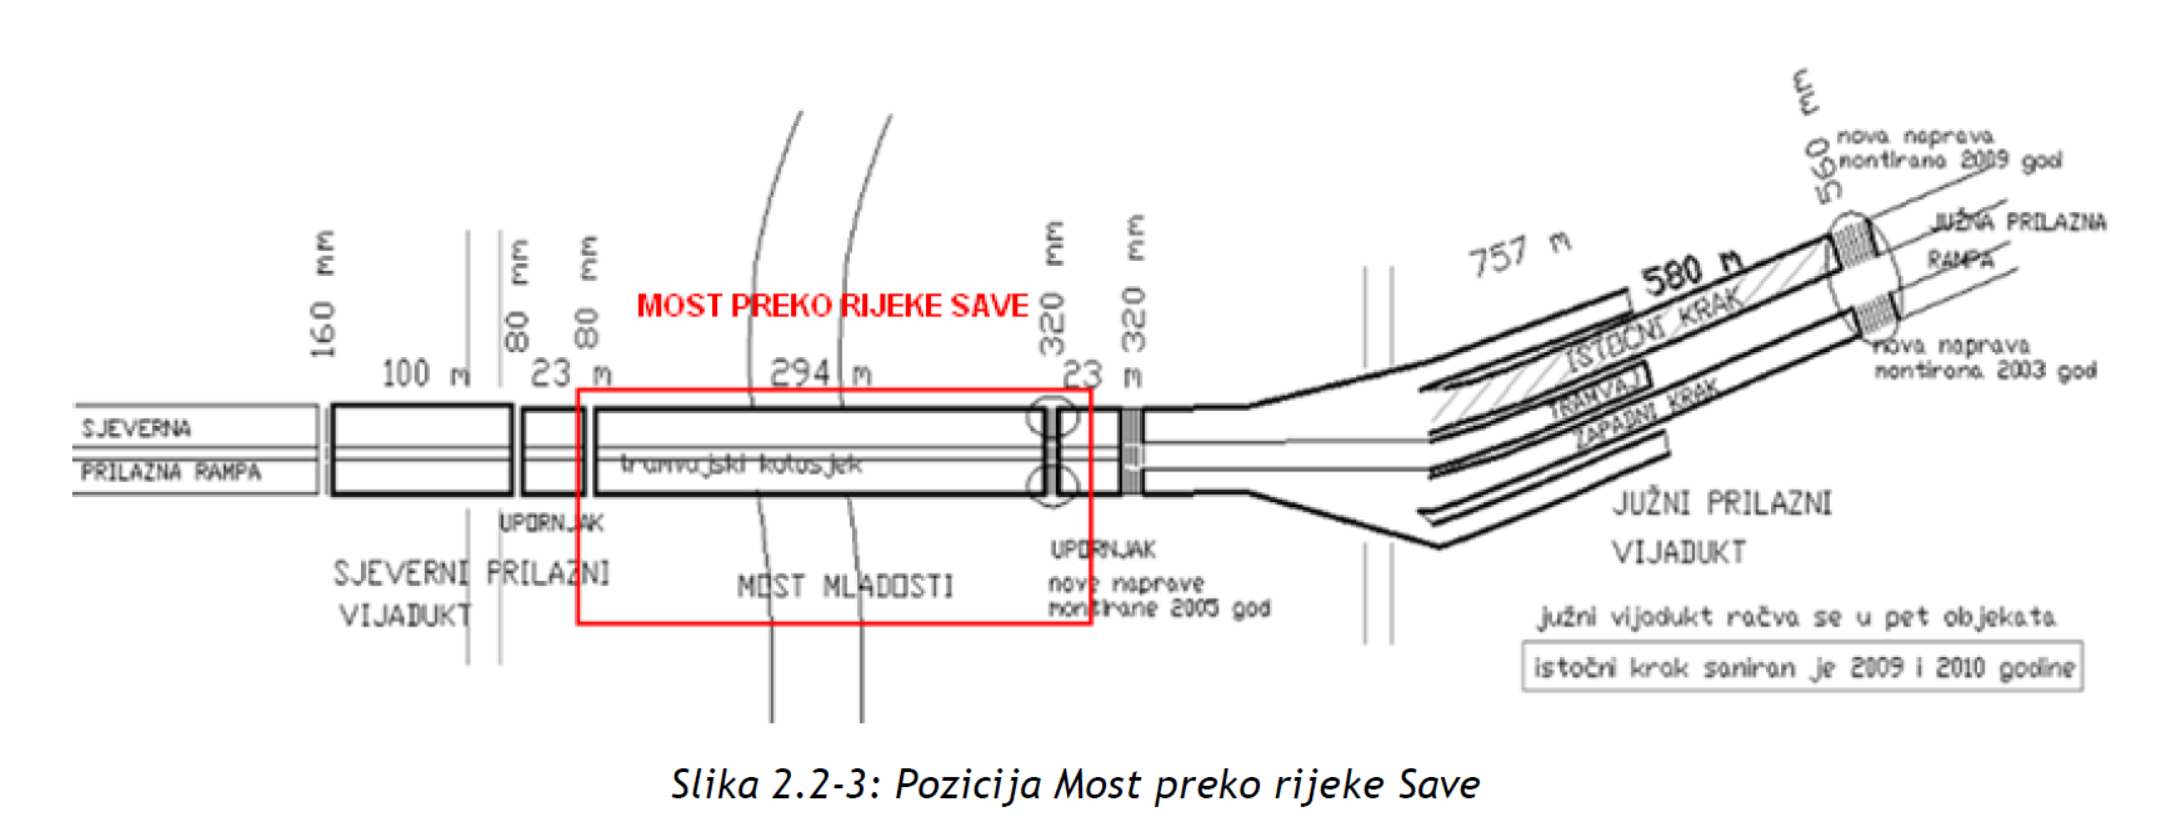 560 mm
nova naprava
montirana 2009 god
JUŽNA PRILAZNA
RAMPA
757 m
580 m
160 mm
80 mm
80 mm
MOST PREKO RIJEKE SAVE
320 mm
320 mm
100 m
23 m
294 m
23 m
ISTOČNI KRAK
TRAMVAJ
ZAPADNI KRAK
nova naprava
montirana 2003 god
SJEVERNA
PRILAZNA RAMPA
tramvajski kolosjek
UPORNJAK
SJEVERNI PRILAZNI
VIJADUKT
MOST MLADOSTI
UPORNJAK
nove naprave
montirane 2005 god
JUŽNI PRILAZNI
VIJADUKT
južni vijadukt račva se u pet objekata
istočni krak saniran je 2009 i 2010 godine
Slika 2.2-3: Pozicija Most preko rijeke Save